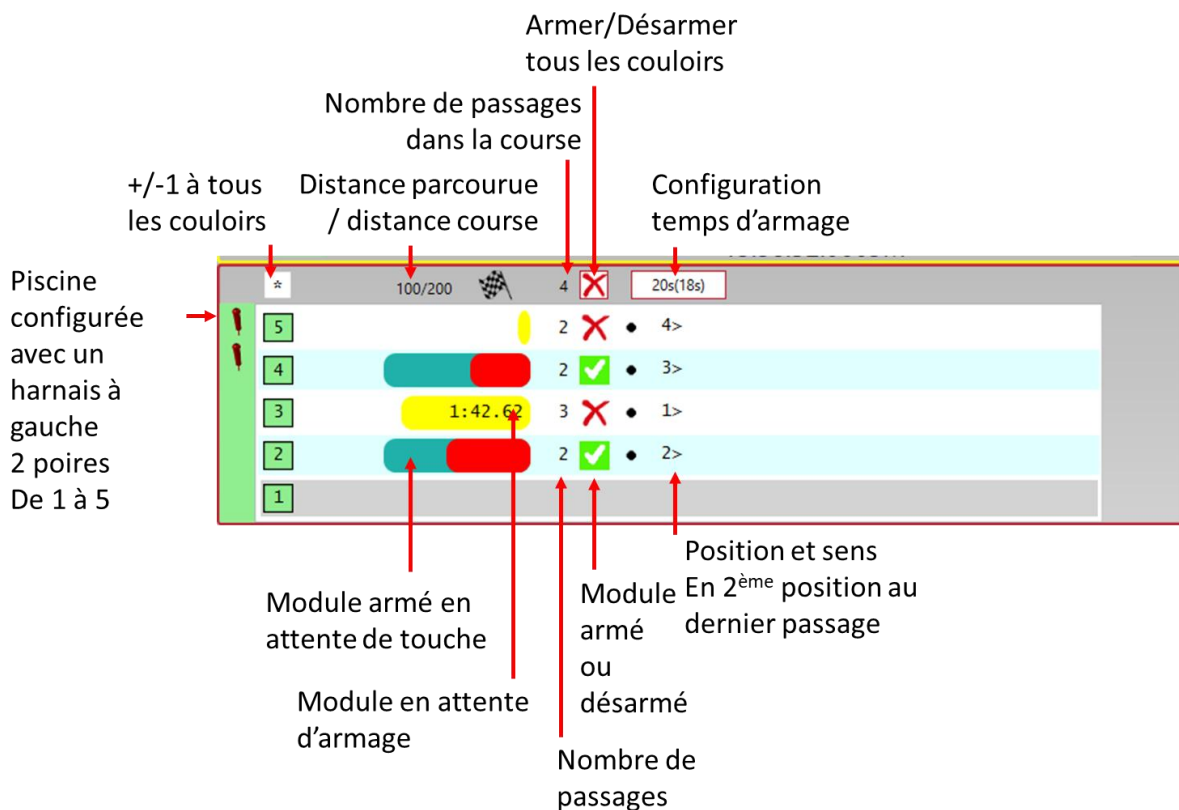 Armer/Désarmer
tous les couloirs
Nombre de passages
dans la course
+/-1 à tous
les couloirs
Distance parcourue
/ distance course
Configuration
temps d’armage
Piscine
configurée
avec un
harnais à
gauche
2 poires
De 1 à 5
* 100/200 4 20s(18s)
5 2 4>
4 2 3>
3 1:42.62 3 1>
2 2 2>
1
Module armé en
attente de touche
Module en attente
d’armage
Nombre de
passages
Module
armé
ou
désarmé
Position et sens
En 2ème position au
dernier passage